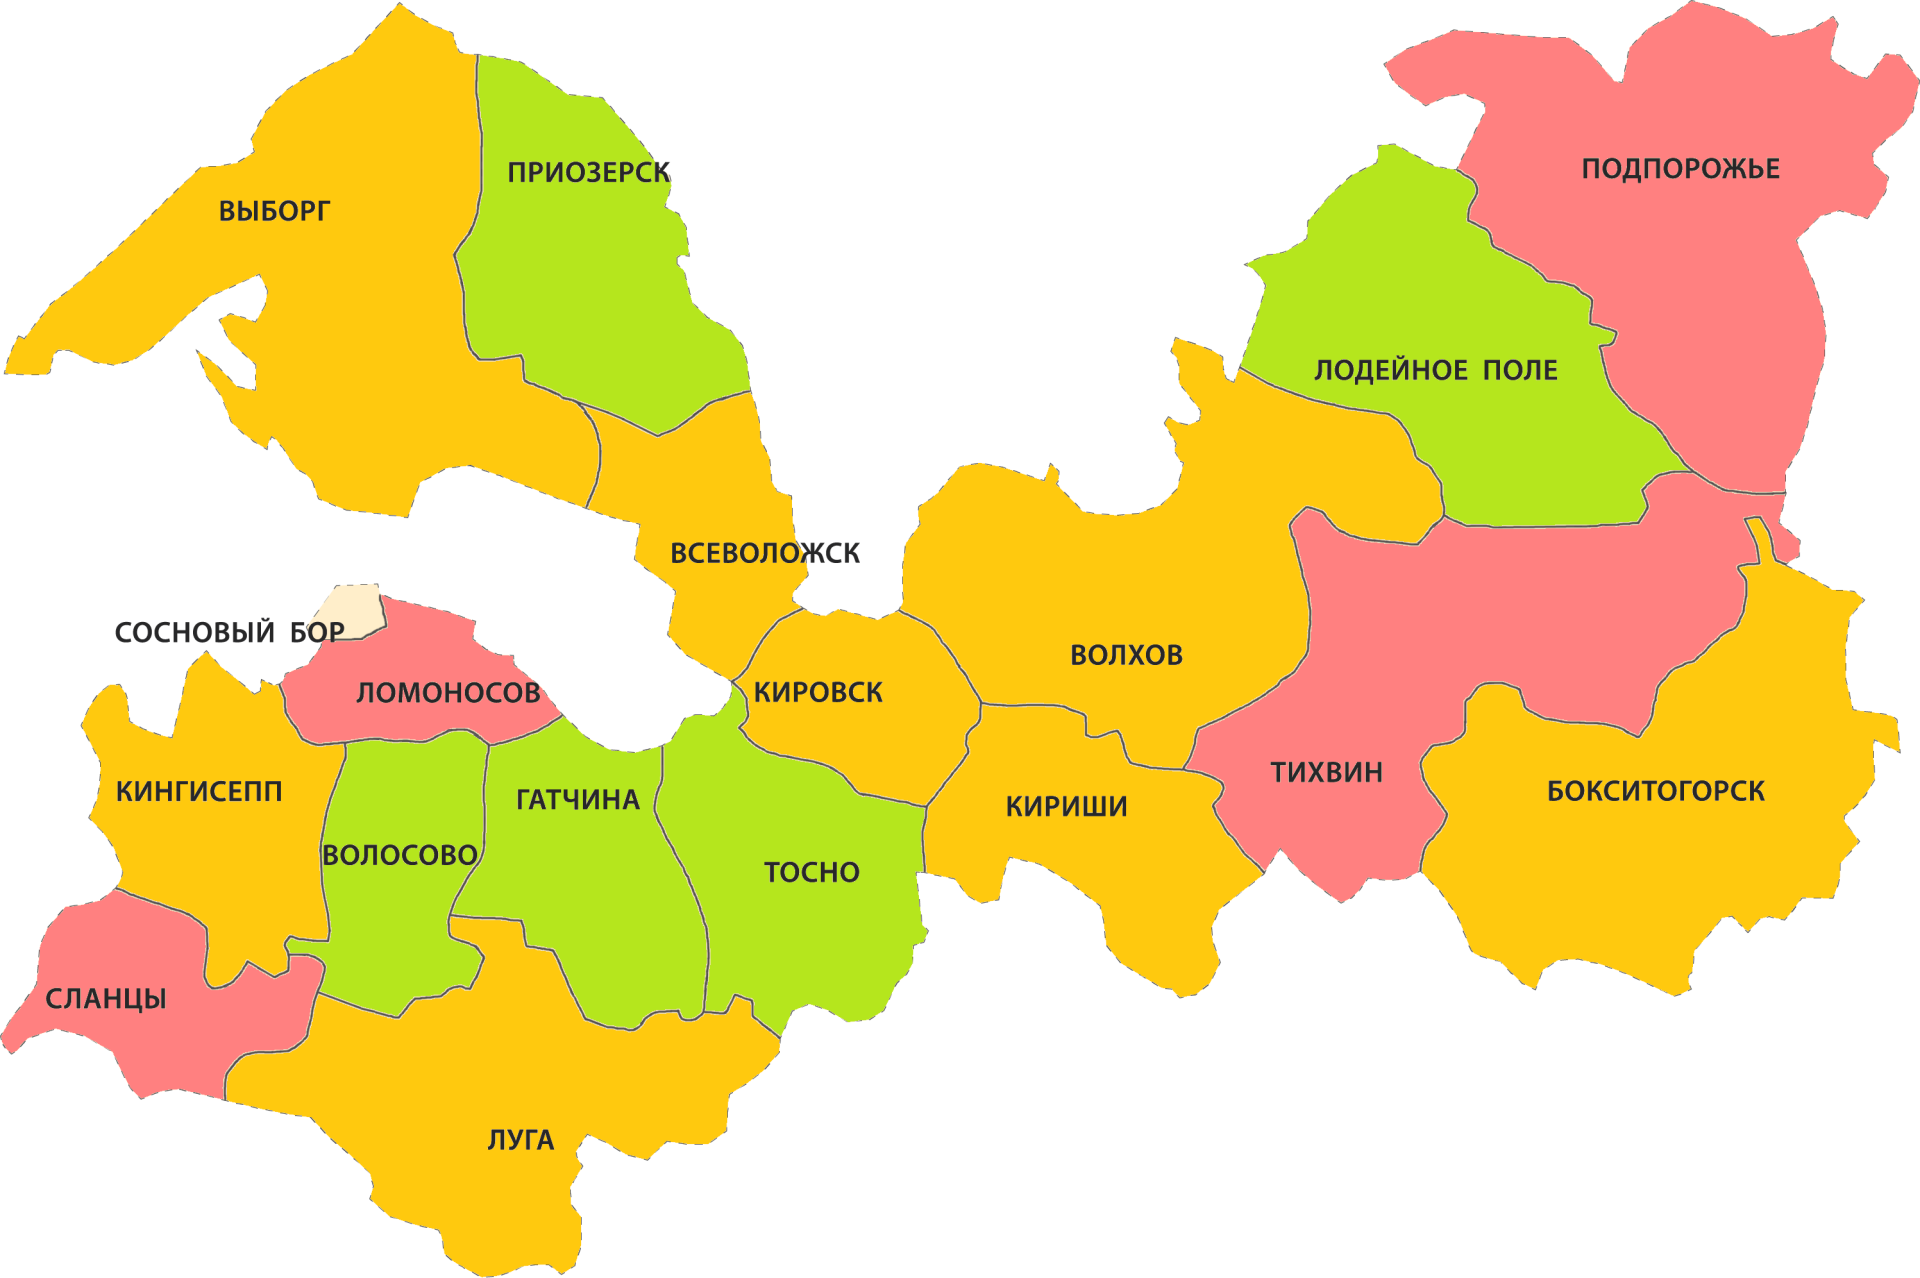 ПОДПОРОЖЬЕ
ПРИОЗЕРСК
ВЫБОРГ
ЛОДЕЙНОЕ ПОЛЕ
ВСЕВОЛОЖСК
СОСНОВЫЙ БОР
ВОЛХОВ
ЛОМОНОСОВ
КИРОВСК
ТИХВИН
КИНГИСЕПП
БОКСИТОГОРСК
ГАТЧИНА
КИРИШИ
ВОЛОСОВО
ТОСНО
СЛАНЦЫ
ЛУГА